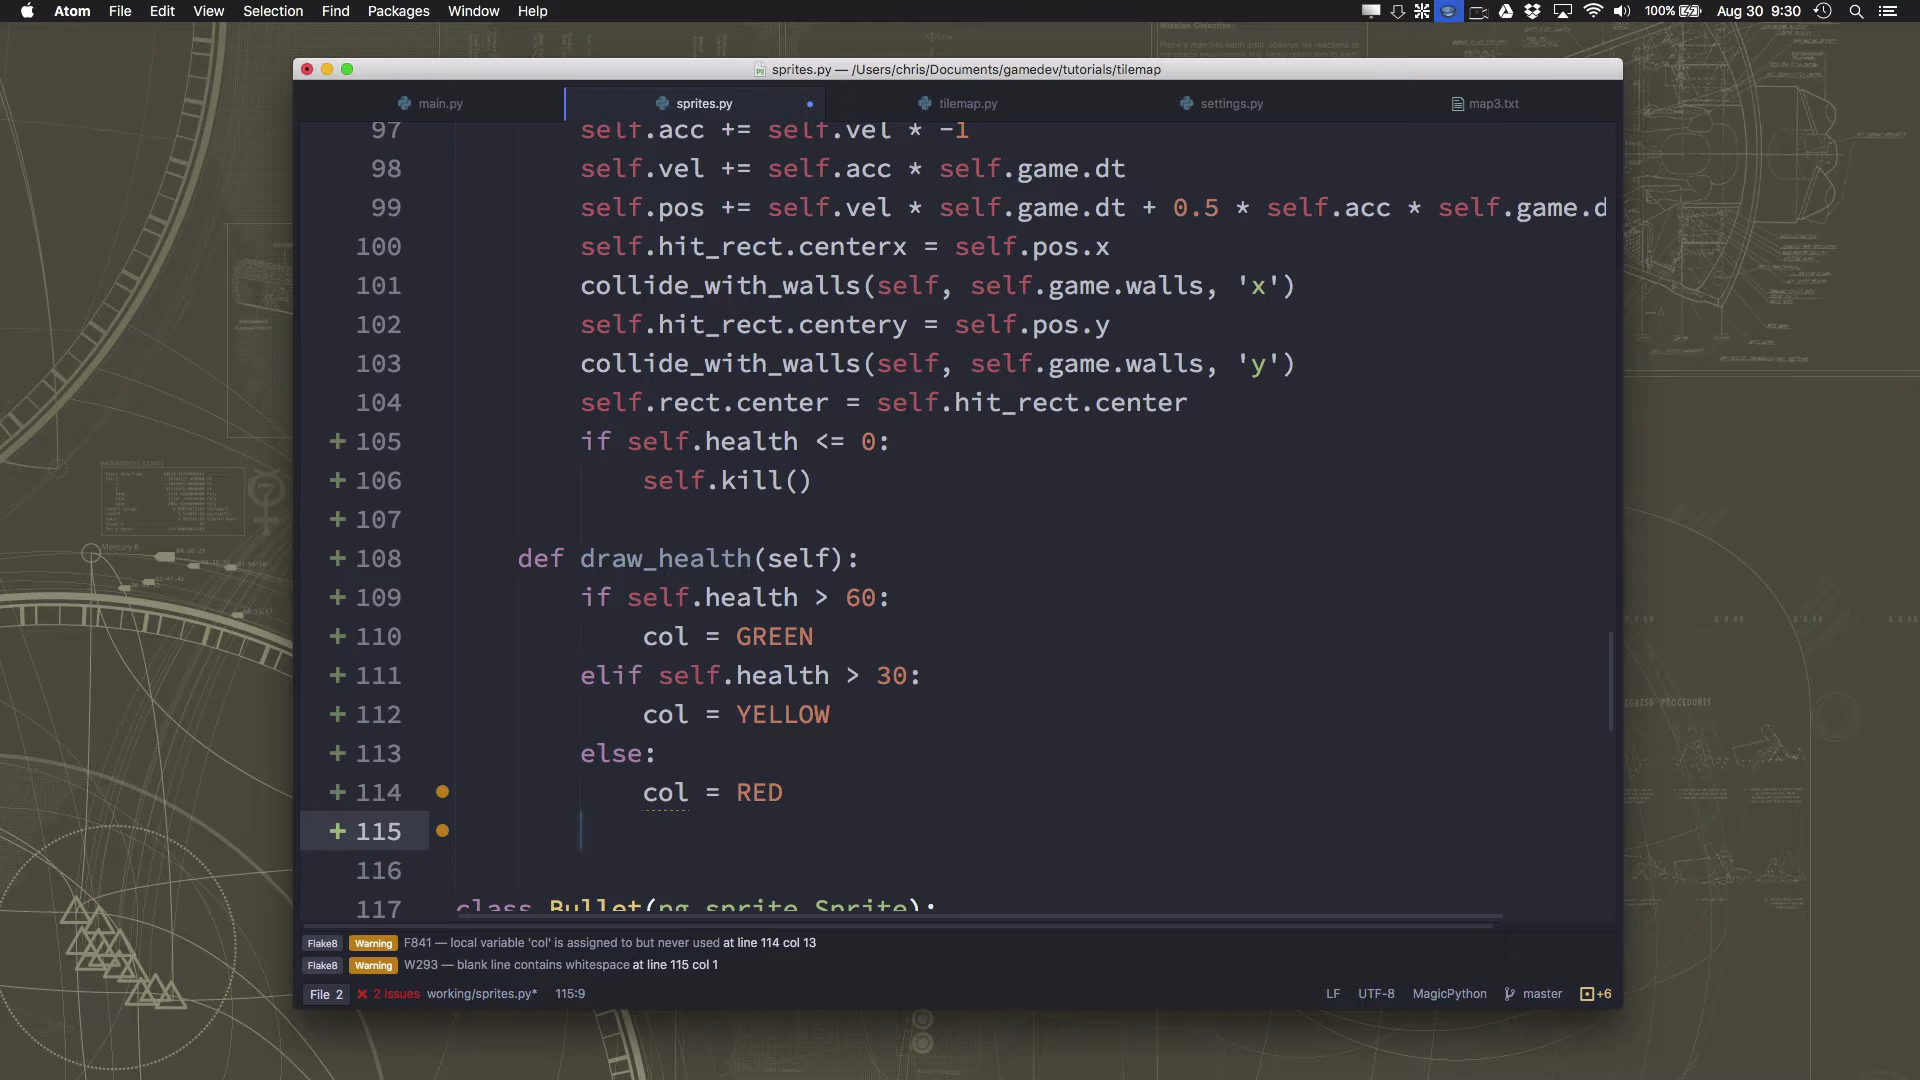 Atom File Edit View Selection Find Packages Window Help 100% Aug 30 9:30
sprites.py — /Users/chris/Documents/gamedev/tutorials/tilemap
main.py sprites.py tilemap.py settings.py map3.txt
97 self.acc += self.vel * -1
98 self.vel += self.acc * self.game.dt
99 self.pos += self.vel * self.game.dt + 0.5 * self.acc * self.game.d
100 self.hit_rect.centerx = self.pos.x
101 collide_with_walls(self, self.game.walls, 'x')
102 self.hit_rect.centery = self.pos.y
103 collide_with_walls(self, self.game.walls, 'y')
104 self.rect.center = self.hit_rect.center
+ 105 if self.health <= 0:
+ 106 self.kill()
+ 107
+ 108 def draw_health(self):
+ 109 if self.health > 60:
+ 110 col = GREEN
+ 111 elif self.health > 30:
+ 112 col = YELLOW
+ 113 else:
+ 114 col = RED
+ 115
116
117 class Bullet(pg.sprite.Sprite):
Flake8 Warning F841 — local variable 'col' is assigned to but never used at line 114 col 13
Flake8 Warning W293 — blank line contains whitespace at line 115 col 1
File 2 2 Issues working/sprites.py* 115:9 LF UTF-8 MagicPython master +6
Mission Objective:
Mercury 6
EGRESS PROCEDURES